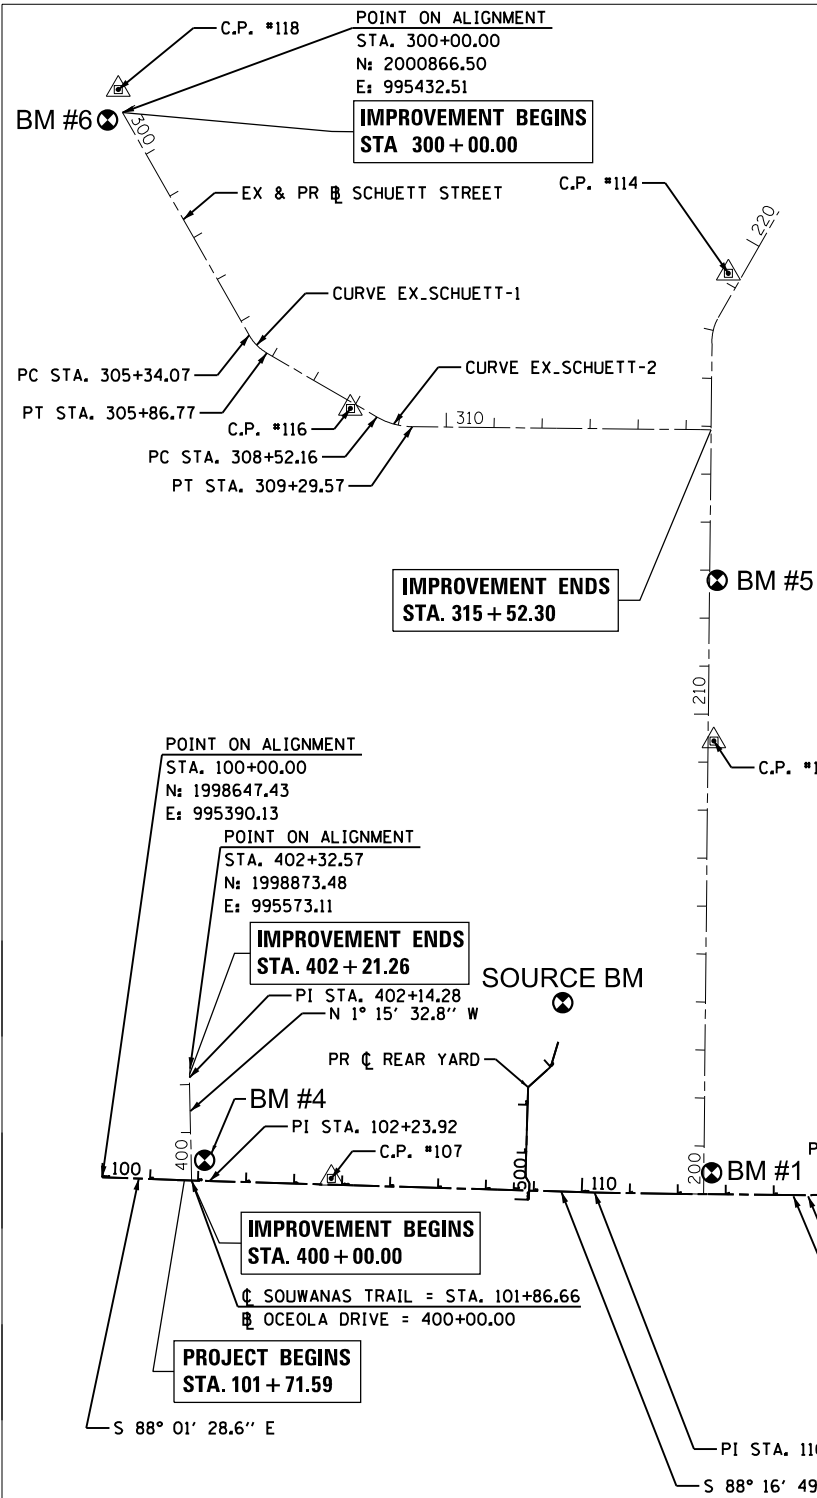 C.P. #118
POINT ON ALIGNMENT
STA. 300+00.00
N: 2000866.50
E: 995432.51
BM #6
300
IMPROVEMENT BEGINS
STA 300+00.00
EX & PR B̲L SCHUETT STREET
C.P. #114
220
CURVE EX_SCHUETT-1
PC STA. 305+34.07
CURVE EX_SCHUETT-2
PT STA. 305+86.77
C.P. #116
310
PC STA. 308+52.16
PT STA. 309+29.57
IMPROVEMENT ENDS
STA. 315+52.30
BM #5
210
POINT ON ALIGNMENT
STA. 100+00.00
N: 1998647.43
E: 995390.13
C.P.
POINT ON ALIGNMENT
STA. 402+32.57
N: 1998873.48
E: 995573.11
IMPROVEMENT ENDS
STA. 402+21.26
SOURCE BM
PI STA. 402+14.28
N 1° 15' 32.8" W
PR ℄ REAR YARD
BM #4
PI STA. 102+23.92
400
C.P. #107
100
500
110
200
BM #1
P
IMPROVEMENT BEGINS
STA. 400+00.00
℄ SOUWANAS TRAIL = STA. 101+86.66
BL OCEOLA DRIVE = 400+00.00
PROJECT BEGINS
STA. 101+71.59
S 88° 01' 28.6" E
PI STA.
S 88° 16' 49